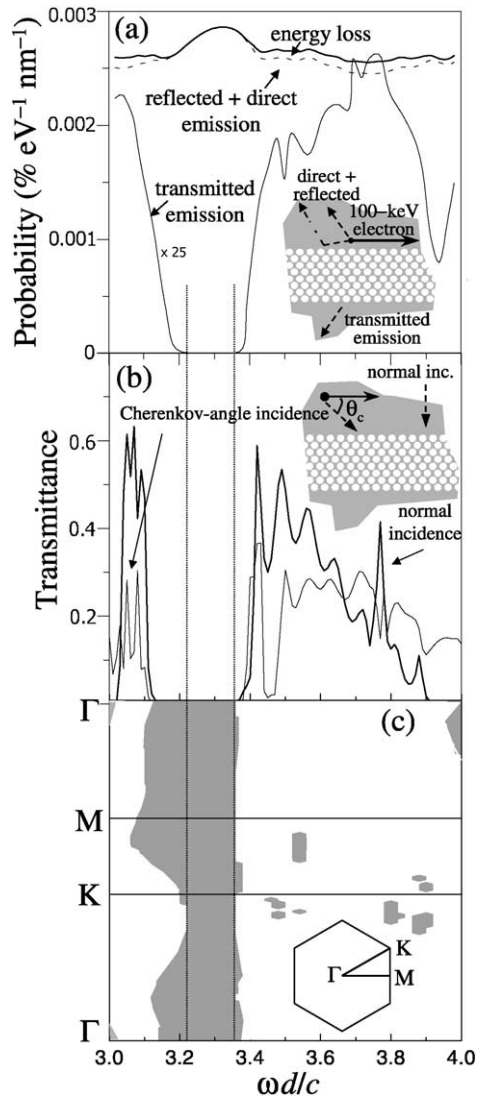 (a)
energy loss
reflected + direct
emission
transmitted
emission
x 25
direct +
reflected
100–keV
electron
transmitted
emission
Probability (% eV⁻¹ nm⁻¹)
0.003
0.002
0.001
0
(b)
normal inc.
Cherenkov-angle incidence
θc
normal
incidence
Transmittance
0.6
0.4
0.2
(c)
Γ
M
K
Γ
K
Γ
M
3.0 3.2 3.4 3.6 3.8 4.0
ωd/c